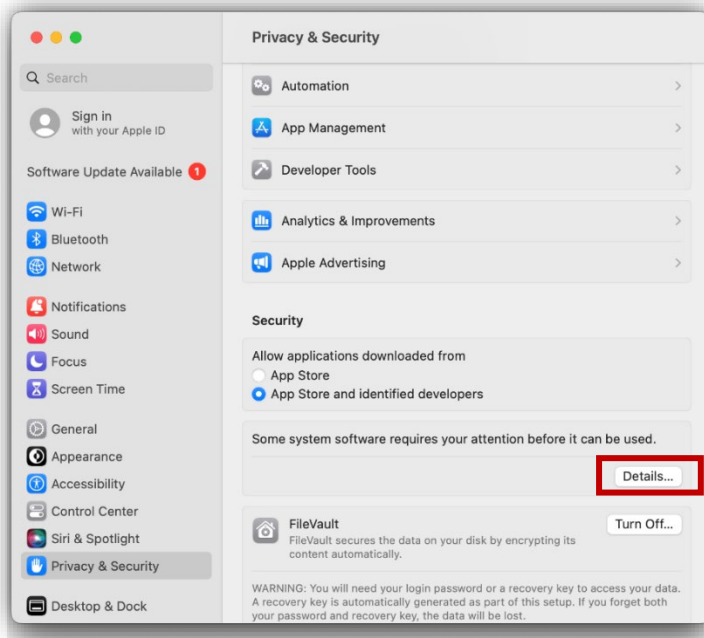 Privacy & Security
Search
Sign in
with your Apple ID
Software Update Available 1
Wi-Fi
Bluetooth
Network
Notifications
Sound
Focus
Screen Time
General
Appearance
Accessibility
Control Center
Siri & Spotlight
Privacy & Security
Desktop & Dock
Automation
App Management
Developer Tools
Analytics & Improvements
Apple Advertising
Security
Allow applications downloaded from
App Store
App Store and identified developers
Some system software requires your attention before it can be used.
Details...
FileVault
Turn Off...
FileVault secures the data on your disk by encrypting its
content automatically.
WARNING: You will need your login password or a recovery key to access your data.
A recovery key is automatically generated as part of this setup. If you forget both
your password and recovery key, the data will be lost.